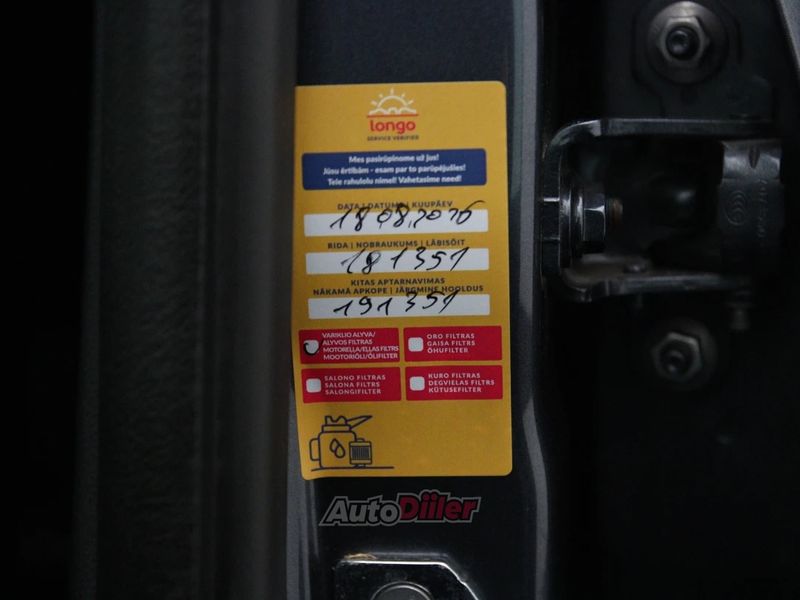 longo
SERVICE VERIFIED
Mes pasirūpinome už Jus!
Jūsu ērtībām - esam par to parūpējušies!
Teie rahulolu nimel! Vahetasime need!
DATA | DATUMS | KUUPÄEV
18.08.2026
RIDA | NOBRAUKUMS | LÄBISÕIT
181351
KITAS APTARNAVIMAS
NĀKAMĀ APKOPE | JÄRGMINE HOOLDUS
191351
VARIKLIO ALYVA/
ALYVOS FILTRAS
MOTORELLA/EĻĻAS FILTRS
MOOTORIÕLI/ÕLIFILTER
ORO FILTRAS
GAISA FILTRS
ÕHUFILTER
SALONO FILTRAS
SALONA FILTRS
SALONGIFILTER
KURO FILTRAS
DEGVIELAS FILTRS
KÜTUSEFILTER
AutoDiiler